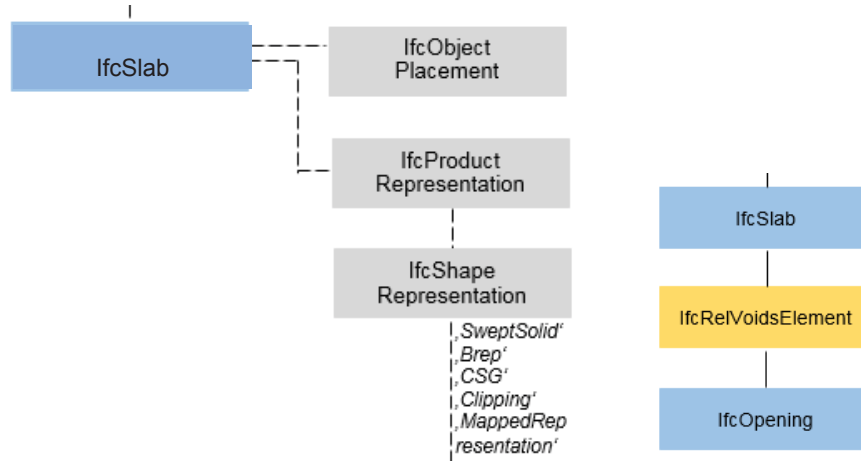 IfcSlab
IfcObject
Placement
IfcProduct
Representation
IfcShape
Representation
‚SweptSolid‘
‚Brep‘
‚CSG‘
‚Clipping‘
‚MappedRep
resentation‘
IfcSlab
IfcRelVoidsElement
IfcOpening